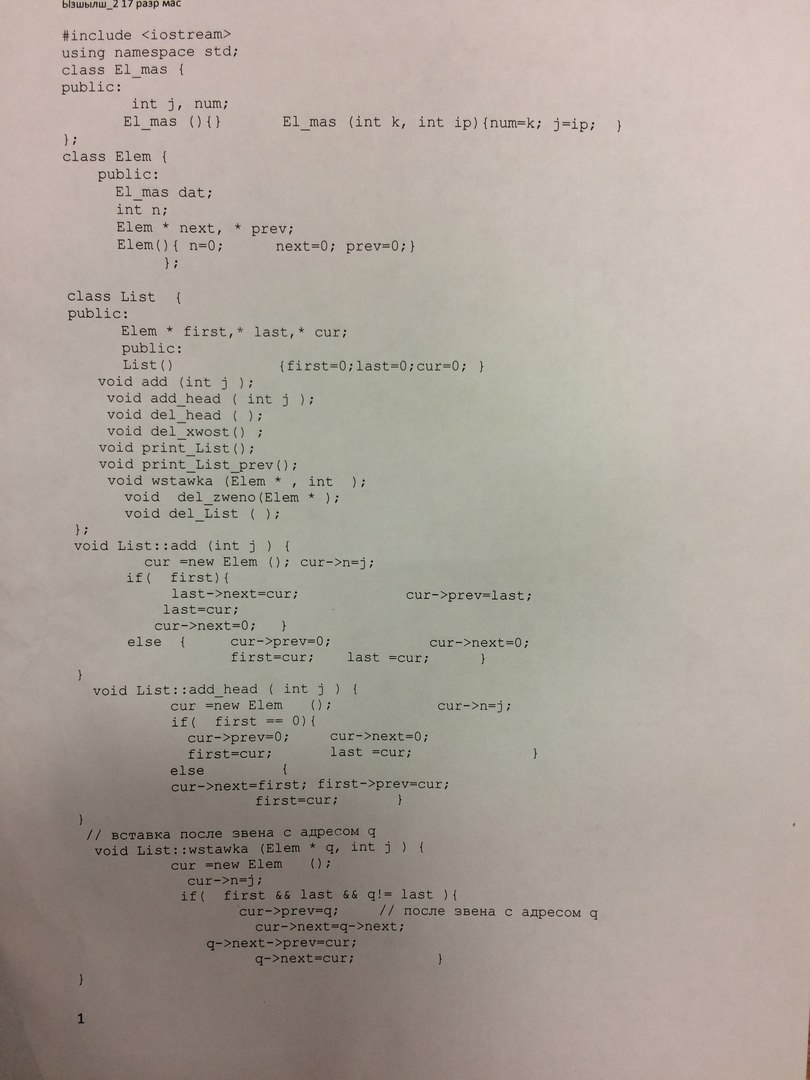 Ызшылш_2 17 разр мас
#include <iostream>
using namespace std;
class El_mas {
public:
int j, num;
El_mas (){} El_mas (int k, int ip){num=k; j=ip; }
};
class Elem {
public:
El_mas dat;
int n;
Elem * next, * prev;
Elem(){ n=0; next=0; prev=0;}
};
class List {
public:
Elem * first,* last,* cur;
public:
List() {first=0;last=0;cur=0; }
void add (int j );
void add_head ( int j );
void del_head ( );
void del_xwost() ;
void print_List();
void print_List_prev();
void wstawka (Elem * , int );
void del_zweno(Elem * );
void del_List ( );
};
void List::add (int j ) {
cur =new Elem (); cur->n=j;
if( first){
last->next=cur; cur->prev=last;
last=cur;
cur->next=0; }
else { cur->prev=0; cur->next=0;
first=cur; last =cur; }
}
void List::add_head ( int j ) {
cur =new Elem (); cur->n=j;
if( first == 0){
cur->prev=0; cur->next=0;
first=cur; last =cur; }
else {
cur->next=first; first->prev=cur;
first=cur; }
}
// вставка после звена с адресом q
void List::wstawka (Elem * q, int j ) {
cur =new Elem ();
cur->n=j;
if( first && last && q!= last ){
cur->prev=q; // после звена с адресом q
cur->next=q->next;
q->next->prev=cur;
q->next=cur; }
}
1